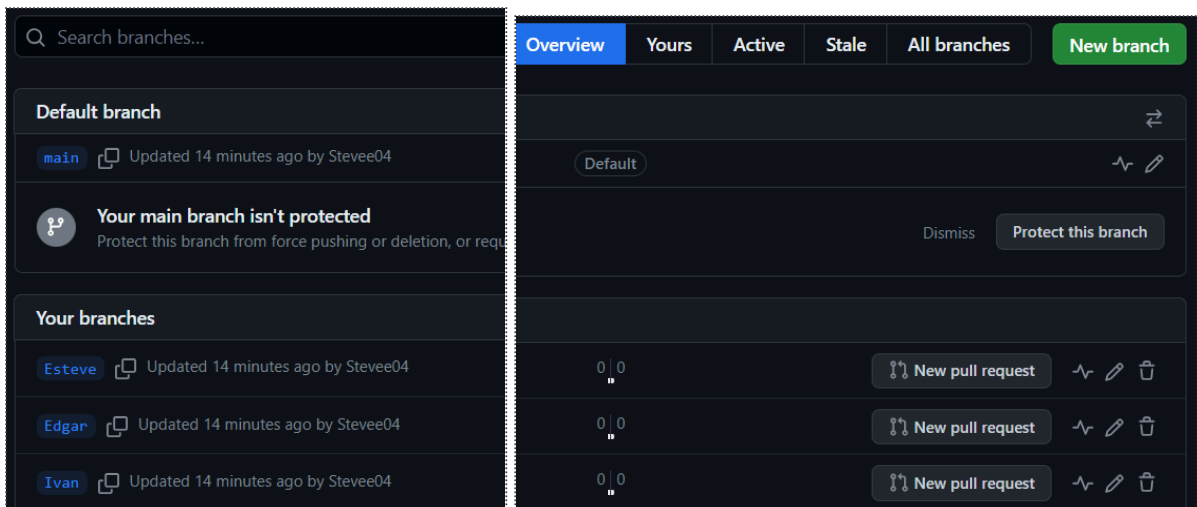 Search branches...
Overview Yours Active Stale All branches New branch
Default branch
main Updated 14 minutes ago by Stevee04 Default
Your main branch isn't protected
Protect this branch from force pushing or deletion, or requ
Dismiss Protect this branch
Your branches
Esteve Updated 14 minutes ago by Stevee04 0 0 New pull request
Edgar Updated 14 minutes ago by Stevee04 0 0 New pull request
Ivan Updated 14 minutes ago by Stevee04 0 0 New pull request